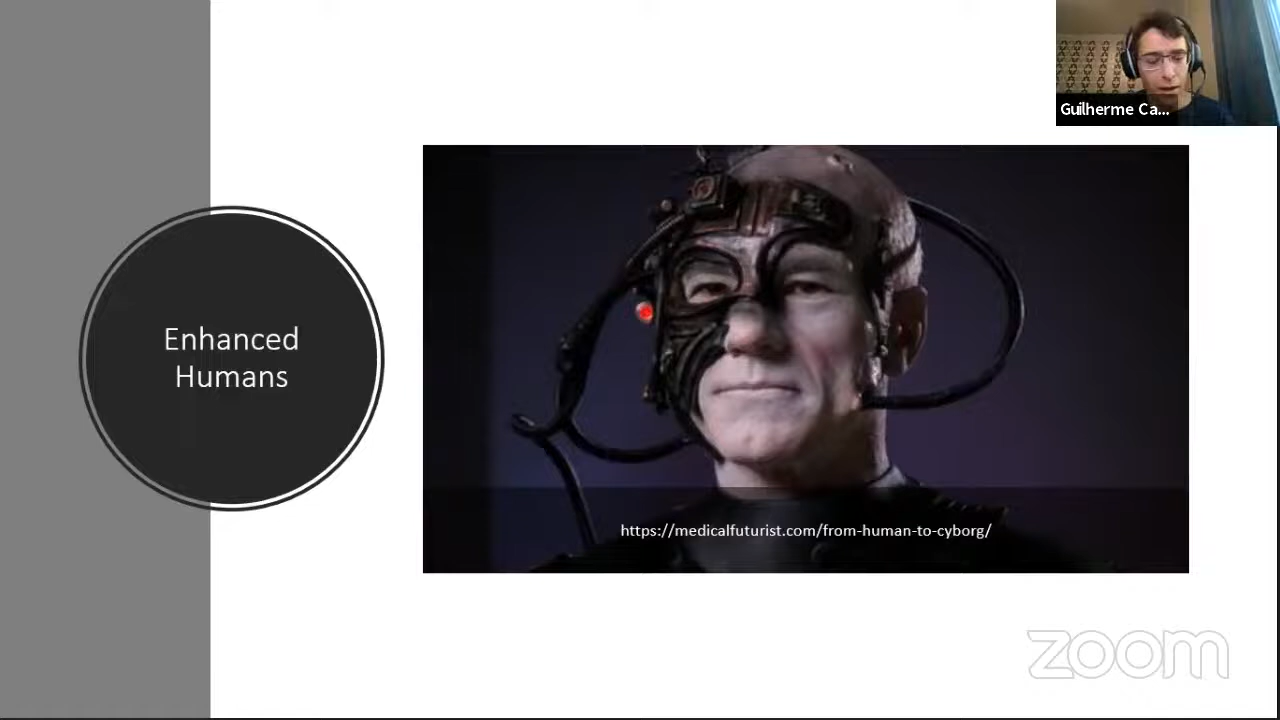 Guilherme Ca...
Enhanced
Humans
https://medicalfuturist.com/from-human-to-cyborg/
zoom